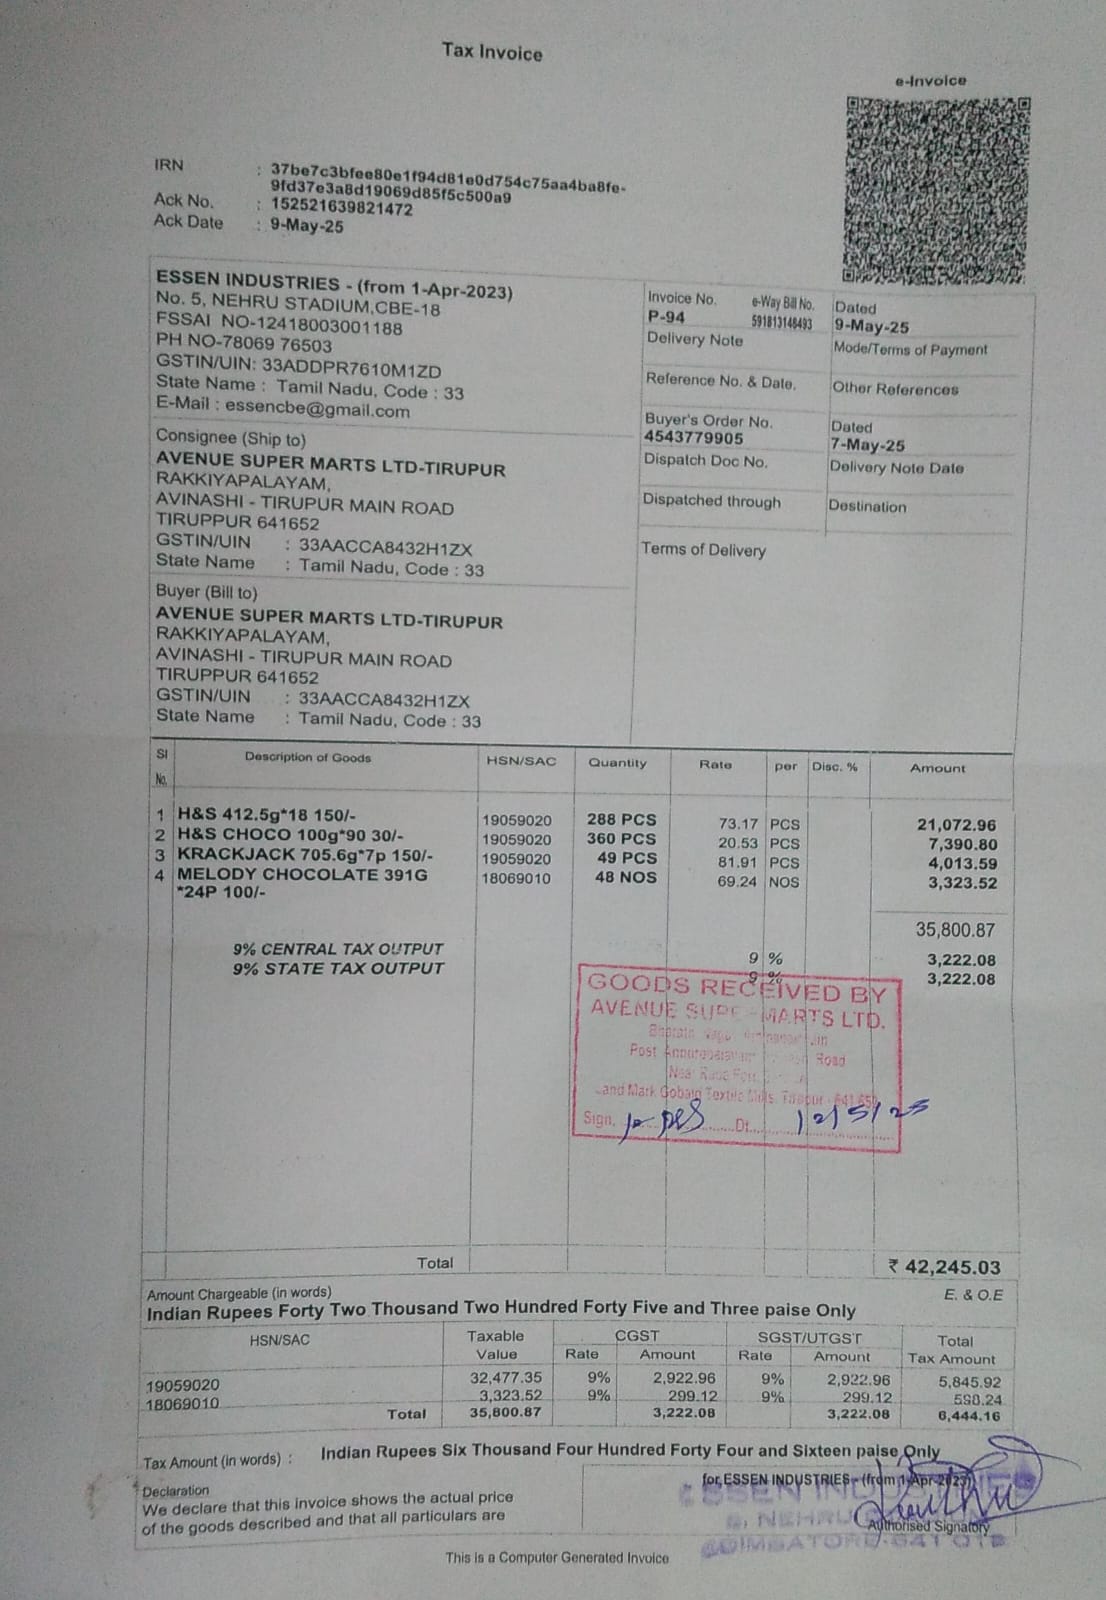 Tax Invoice
e-Invoice
IRN : 37be7c3bfee80e1f94d81e0d754c75aa4ba8fe-
9fd37e3a8d19069d85f5c500a9
Ack No. : 152521639821472
Ack Date : 9-May-25
ESSEN INDUSTRIES - (from 1-Apr-2023)
No. 5, NEHRU STADIUM,CBE-18
FSSAI NO-12418003001188
PH NO-78069 76503
GSTIN/UIN: 33ADDPR7610M1ZD
State Name : Tamil Nadu, Code : 33
E-Mail : essencbe@gmail.com
Invoice No. e-Way Bill No. Dated
P-94 591813148493 9-May-25
Delivery Note Mode/Terms of Payment
Reference No. & Date. Other References
Buyer's Order No. Dated
4543779905 7-May-25
Dispatch Doc No. Delivery Note Date
Dispatched through Destination
Terms of Delivery
Consignee (Ship to)
AVENUE SUPER MARTS LTD-TIRUPUR
RAKKIYAPALAYAM,
AVINASHI - TIRUPUR MAIN ROAD
TIRUPPUR 641652
GSTIN/UIN : 33AACCA8432H1ZX
State Name : Tamil Nadu, Code : 33
Buyer (Bill to)
AVENUE SUPER MARTS LTD-TIRUPUR
RAKKIYAPALAYAM,
AVINASHI - TIRUPUR MAIN ROAD
TIRUPPUR 641652
GSTIN/UIN : 33AACCA8432H1ZX
State Name : Tamil Nadu, Code : 33
Sl Description of Goods HSN/SAC Quantity Rate per Disc. % Amount
No.
1 H&S 412.5g*18 150/- 19059020 288 PCS 73.17 PCS 21,072.96
2 H&S CHOCO 100g*90 30/- 19059020 360 PCS 20.53 PCS 7,390.80
3 KRACKJACK 705.6g*7p 150/- 19059020 49 PCS 81.91 PCS 4,013.59
4 MELODY CHOCOLATE 391G 18069010 48 NOS 69.24 NOS 3,323.52
*24P 100/-
35,800.87
9% CENTRAL TAX OUTPUT 9 % 3,222.08
9% STATE TAX OUTPUT 9 % 3,222.08
GOODS RECEIVED BY
AVENUE SUPER MARTS LTD.
Post Road
Near
Land Mark Textile Mills,
Sign. Dt. 12/5/25
Total ₹ 42,245.03
Amount Chargeable (in words) E. & O.E
Indian Rupees Forty Two Thousand Two Hundred Forty Five and Three paise Only
HSN/SAC Taxable CGST SGST/UTGST Total
Value Rate Amount Rate Amount Tax Amount
19059020 32,477.35 9% 2,922.96 9% 2,922.96 5,845.92
18069010 3,323.52 9% 299.12 9% 299.12 598.24
Total 35,800.87 3,222.08 3,222.08 6,444.16
Tax Amount (in words) : Indian Rupees Six Thousand Four Hundred Forty Four and Sixteen paise Only
for ESSEN INDUSTRIES - (from 1-Apr-2023)
Declaration
We declare that this invoice shows the actual price
of the goods described and that all particulars are
ESSEN
COIMBATORE-641 018
Authorised Signatory
This is a Computer Generated Invoice